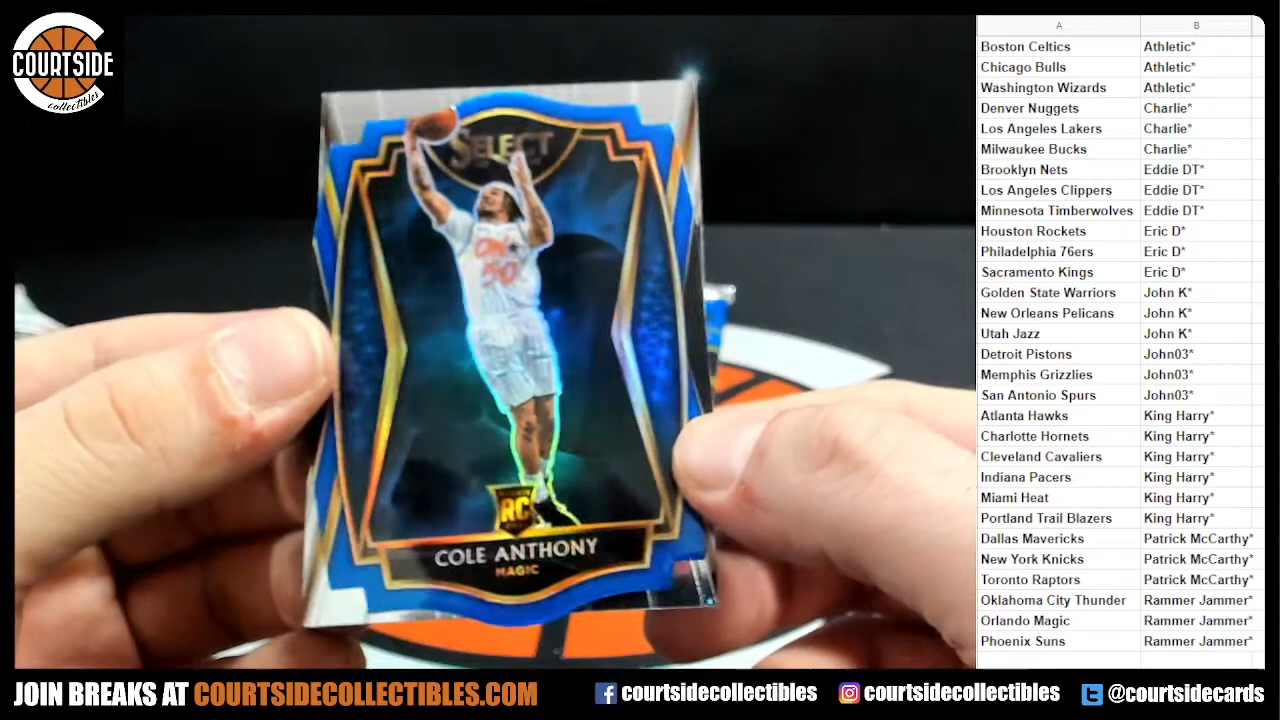 COURTSIDE
collectibles
SELECT
ORL
50
RC
COLE ANTHONY
MAGIC
A B
Boston Celtics Athletic*
Chicago Bulls Athletic*
Washington Wizards Athletic*
Denver Nuggets Charlie*
Los Angeles Lakers Charlie*
Milwaukee Bucks Charlie*
Brooklyn Nets Eddie DT*
Los Angeles Clippers Eddie DT*
Minnesota Timberwolves Eddie DT*
Houston Rockets Eric D*
Philadelphia 76ers Eric D*
Sacramento Kings Eric D*
Golden State Warriors John K*
New Orleans Pelicans John K*
Utah Jazz John K*
Detroit Pistons John03*
Memphis Grizzlies John03*
San Antonio Spurs John03*
Atlanta Hawks King Harry*
Charlotte Hornets King Harry*
Cleveland Cavaliers King Harry*
Indiana Pacers King Harry*
Miami Heat King Harry*
Portland Trail Blazers King Harry*
Dallas Mavericks Patrick McCarthy*
New York Knicks Patrick McCarthy*
Toronto Raptors Patrick McCarthy*
Oklahoma City Thunder Rammer Jammer*
Orlando Magic Rammer Jammer*
Phoenix Suns Rammer Jammer*
JOIN BREAKS AT COURTSIDECOLLECTIBLES.COM courtsidecollectibles courtsidecollectibles @courtsidecards